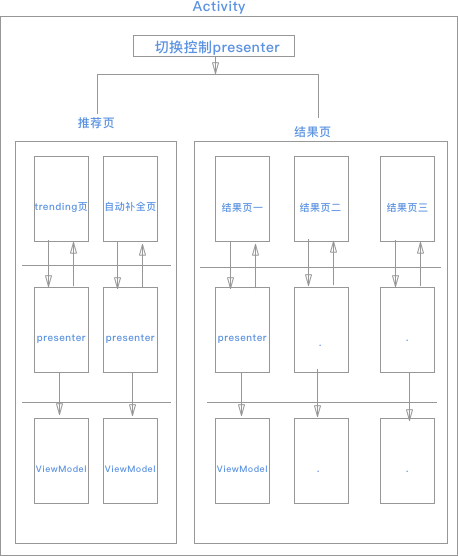 Activity
切换控制presenter
推荐页
结果页
trending页
自动补全页
结果页一
结果页二
结果页三
presenter
presenter
presenter
.
.
ViewModel
ViewModel
ViewModel
.
.